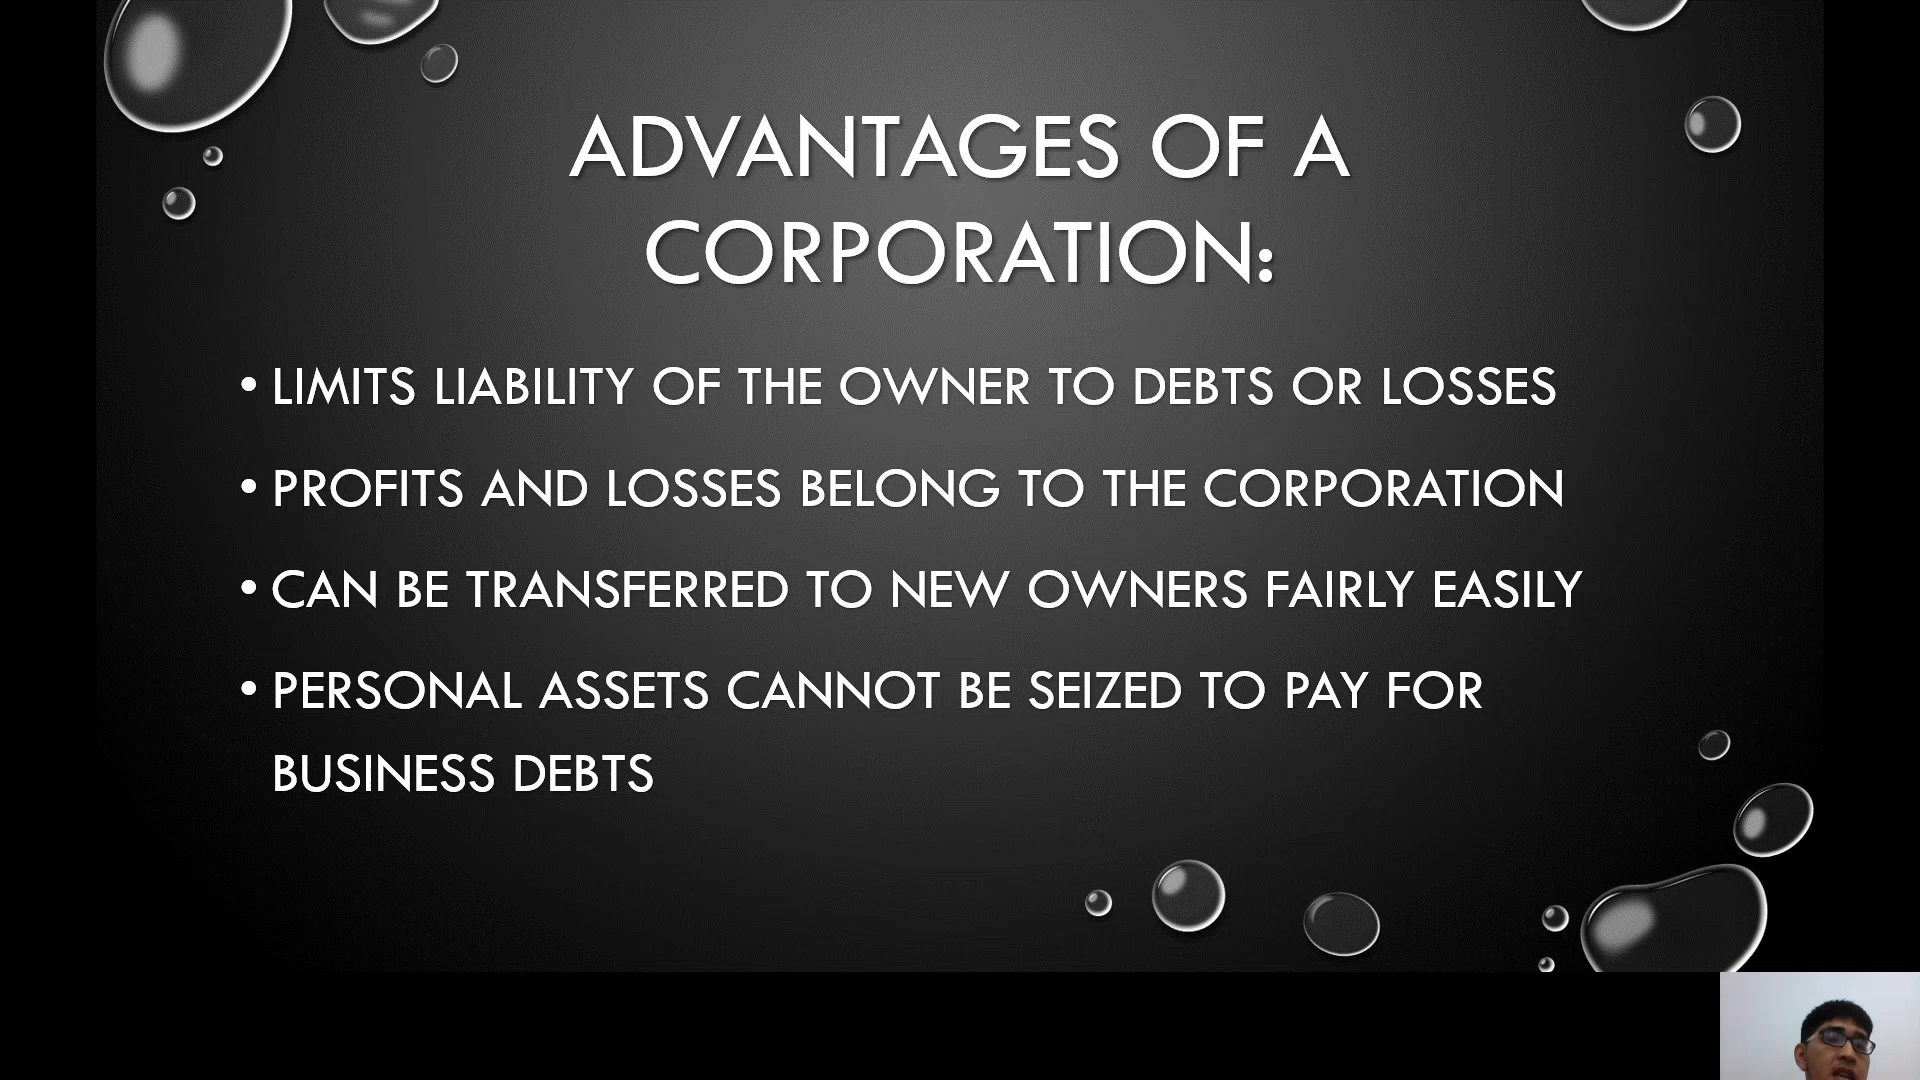 ADVANTAGES OF A
CORPORATION:
• LIMITS LIABILITY OF THE OWNER TO DEBTS OR LOSSES
• PROFITS AND LOSSES BELONG TO THE CORPORATION
• CAN BE TRANSFERRED TO NEW OWNERS FAIRLY EASILY
• PERSONAL ASSETS CANNOT BE SEIZED TO PAY FOR
BUSINESS DEBTS